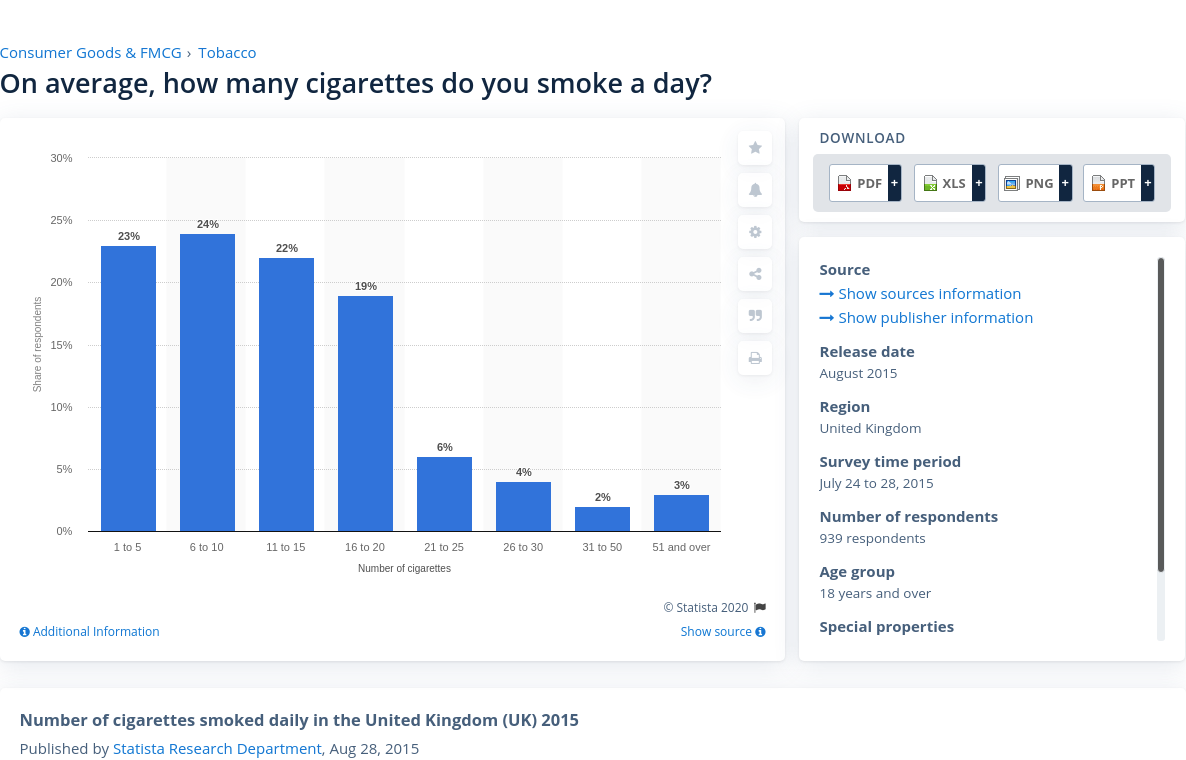 Consumer Goods & FMCG › Tobacco
On average, how many cigarettes do you smoke a day?
30%
25%
20%
15%
10%
5%
0%
Share of respondents
23%
24%
22%
19%
6%
4%
2%
3%
1 to 5
6 to 10
11 to 15
16 to 20
21 to 25
26 to 30
31 to 50
51 and over
Number of cigarettes
© Statista 2020
Additional Information
Show source
DOWNLOAD
PDF +
XLS +
PNG +
PPT +
Source
Show sources information
Show publisher information
Release date
August 2015
Region
United Kingdom
Survey time period
July 24 to 28, 2015
Number of respondents
939 respondents
Age group
18 years and over
Special properties
Number of cigarettes smoked daily in the United Kingdom (UK) 2015
Published by Statista Research Department, Aug 28, 2015